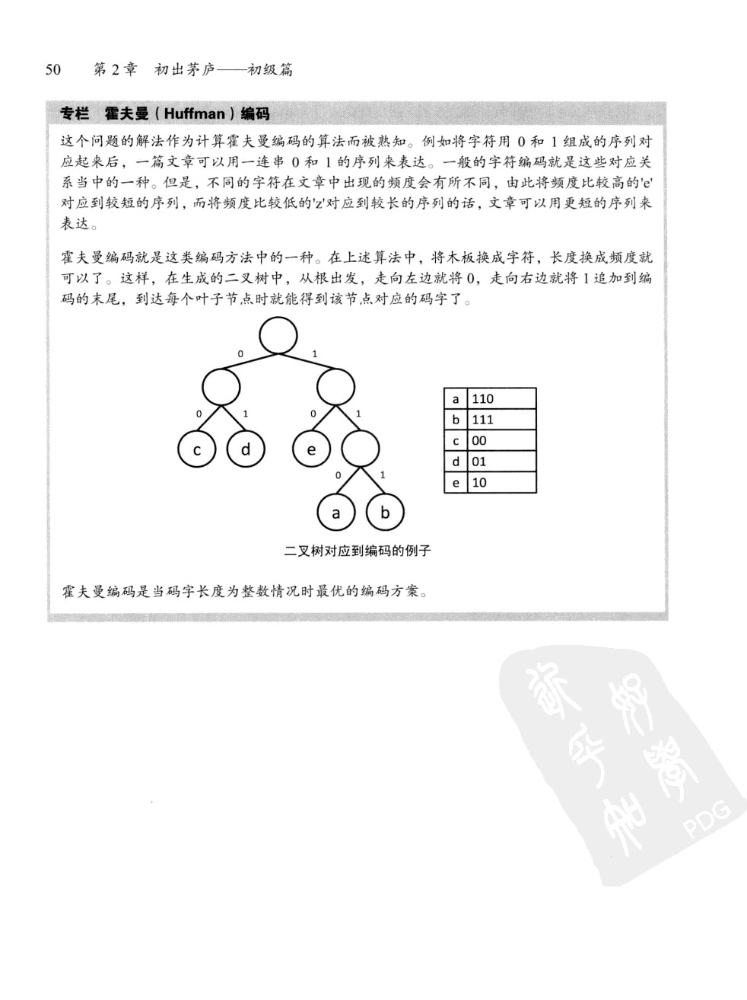 50 第 2 章 初出茅庐——初级篇
专栏 霍夫曼（Huffman）编码
这个问题的解法作为计算霍夫曼编码的算法而被熟知。例如将字符用 0 和 1 组成的序列对
应起来后，一篇文章可以用一连串 0 和 1 的序列来表达。一般的字符编码就是这些对应关
系当中的一种。但是，不同的字符在文章中出现的频度会有所不同，由此将频度比较高的'e'
对应到较短的序列，而将频度比较低的'z'对应到较长的序列的话，文章可以用更短的序列来
表达。
霍夫曼编码就是这类编码方法中的一种。在上述算法中，将木板换成字符，长度换成频度就
可以了。这样，在生成的二叉树中，从根出发，走向左边就将 0，走向右边就将 1 追加到编
码的末尾，到达每个叶子节点时就能得到该节点对应的码字了。
0 1
0 1 0 1
c d e
0 1
a b
a 110
b 111
c 00
d 01
e 10
二叉树对应到编码的例子
霍夫曼编码是当码字长度为整数情况时最优的编码方案。
PDG